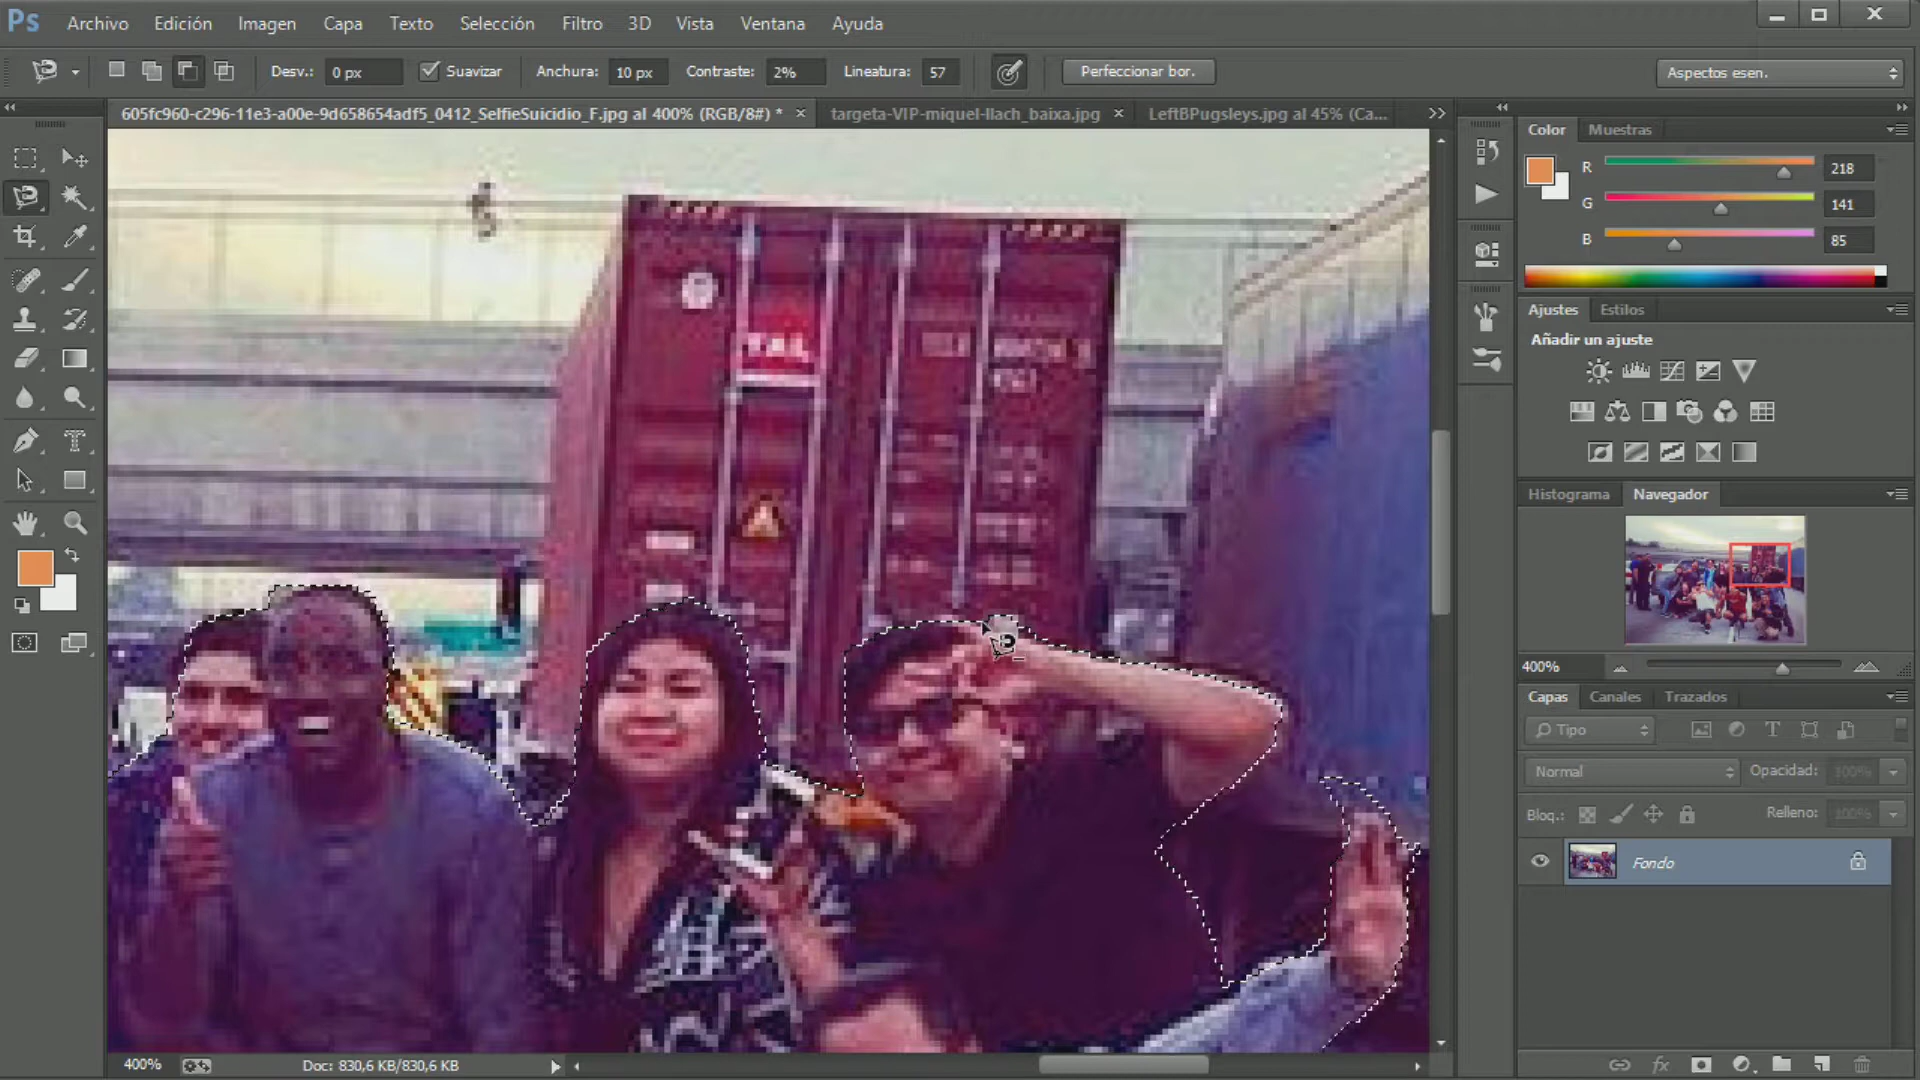 Ps Archivo Edición Imagen Capa Texto Selección Filtro 3D Vista Ventana Ayuda
Desv.: 0 px Suavizar Anchura: 10 px Contraste: 2% Lineatura: 57 Perfeccionar bor. Aspectos esen.
605fc960-c296-11e3-a00e-9d658654adf5_0412_SelfieSuicidio_F.jpg al 400% (RGB/8#) * × targeta-VIP-miquel-llach_baixa.jpg × LeftBPugsleys.jpg al 45% (Ca...
Color Muestras
R 218
G 141
B 85
Ajustes Estilos
Añadir un ajuste
Histograma Navegador
400%
Capas Canales Trazados
Tipo
Normal Opacidad: 100%
Bloq.: Relleno: 100%
Fondo
fx
400% Doc: 830,6 KB/830,6 KB